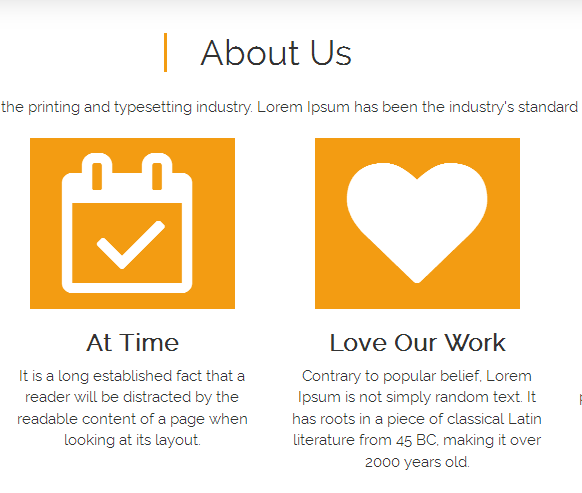 About Us
the printing and typesetting industry. Lorem Ipsum has been the industry's standard
At Time
It is a long established fact that a
reader will be distracted by the
readable content of a page when
looking at its layout.
Love Our Work
Contrary to popular belief, Lorem
Ipsum is not simply random text. It
has roots in a piece of classical Latin
literature from 45 BC, making it over
2000 years old.